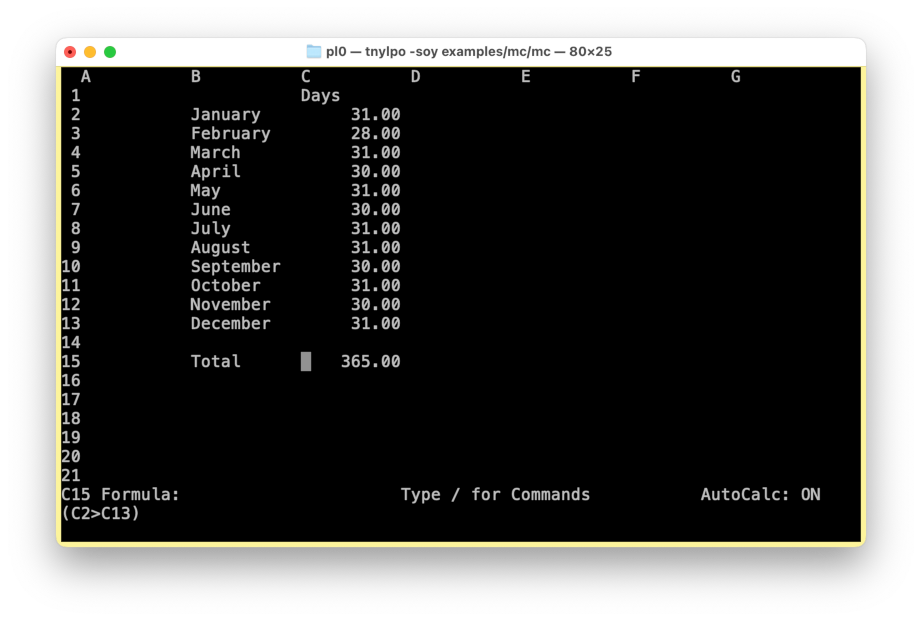 pl0 — tnylpo -soy examples/mc/mc — 80×25
A B C D E F G
1 Days
2 January 31.00
3 February 28.00
4 March 31.00
5 April 30.00
6 May 31.00
7 June 30.00
8 July 31.00
9 August 31.00
10 September 30.00
11 October 31.00
12 November 30.00
13 December 31.00
14
15 Total 365.00
16
17
18
19
20
21
C15 Formula: Type / for Commands AutoCalc: ON
(C2>C13)